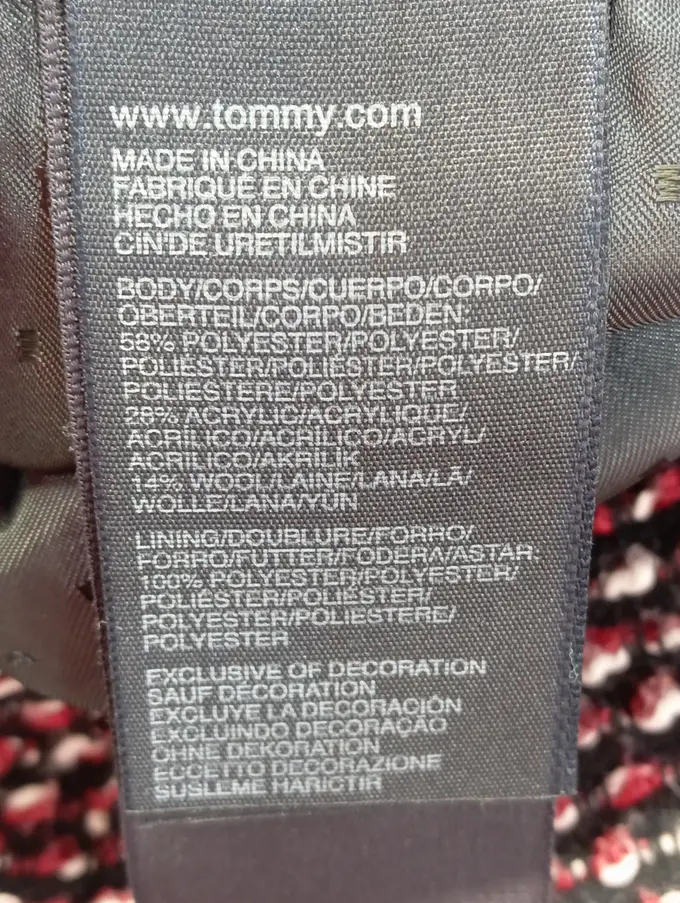 www.tommy.com
MADE IN CHINA
FABRIQUÉ EN CHINE
HECHO EN CHINA
CIN'DE URETILMISTIR
BODY/CORPS/CUERPO/CORPO/
OBERTEIL/CORPO/BEDEN:
58% POLYESTER/POLYESTER/
POLIÉSTER/POLIÉSTER/POLYESTER/
POLIESTERE/POLYESTER
28% ACRYLIC/ACRYLIQUE/
ACRÍLICO/ACRÍLICO/ACRYL/
ACRILICO/AKRILIK
14% WOOL/LAINE/LANA/LÃ/
WOLLE/LANA/YÜN
LINING/DOUBLURE/FORRO/
FORRO/FUTTER/FODERA/ASTAR:
100% POLYESTER/POLYESTER/
POLIÉSTER/POLIÉSTER/
POLYESTER/POLIESTERE/
POLYESTER
EXCLUSIVE OF DECORATION
SAUF DECORATION
EXCLUYE LA DECORACIÓN
EXCLUINDO DECORAÇÃO
OHNE DEKORATION
ECCETTO DECORAZIONE
SUSLEME HARICTIR